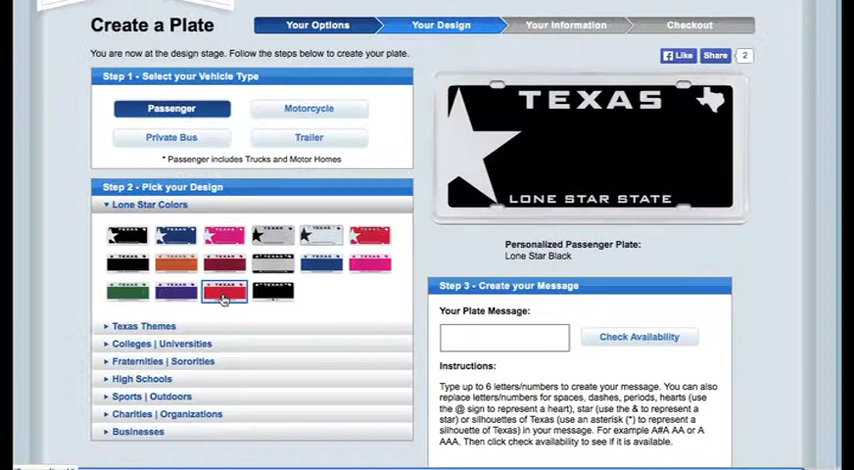 Create a Plate
Your Options
Your Design
Your Information
Checkout
You are now at the design stage. Follow the steps below to create your plate.
Like
Share
2
Step 1 - Select your Vehicle Type
Passenger
Motorcycle
Private Bus
Trailer
* Passenger includes Trucks and Motor Homes
Step 2 - Pick your Design
Lone Star Colors
Texas Themes
Colleges | Universities
Fraternities | Sororities
High Schools
Sports | Outdoors
Charities | Organizations
Businesses
TEXAS
LONE STAR STATE
Personalized Passenger Plate:
Lone Star Black
Step 3 - Create your Message
Your Plate Message:
Check Availability
Instructions:
Type up to 6 letters/numbers to create your message. You can also
replace letters/numbers for spaces, dashes, periods, hearts (use
the @ sign to represent a heart), star (use the & to represent a
star) or silhouettes of Texas (use an asterisk (*) to represent a
silhouette of Texas) in your message. For example A#A AA or A
AAA. Then click check availability to see if it is available.